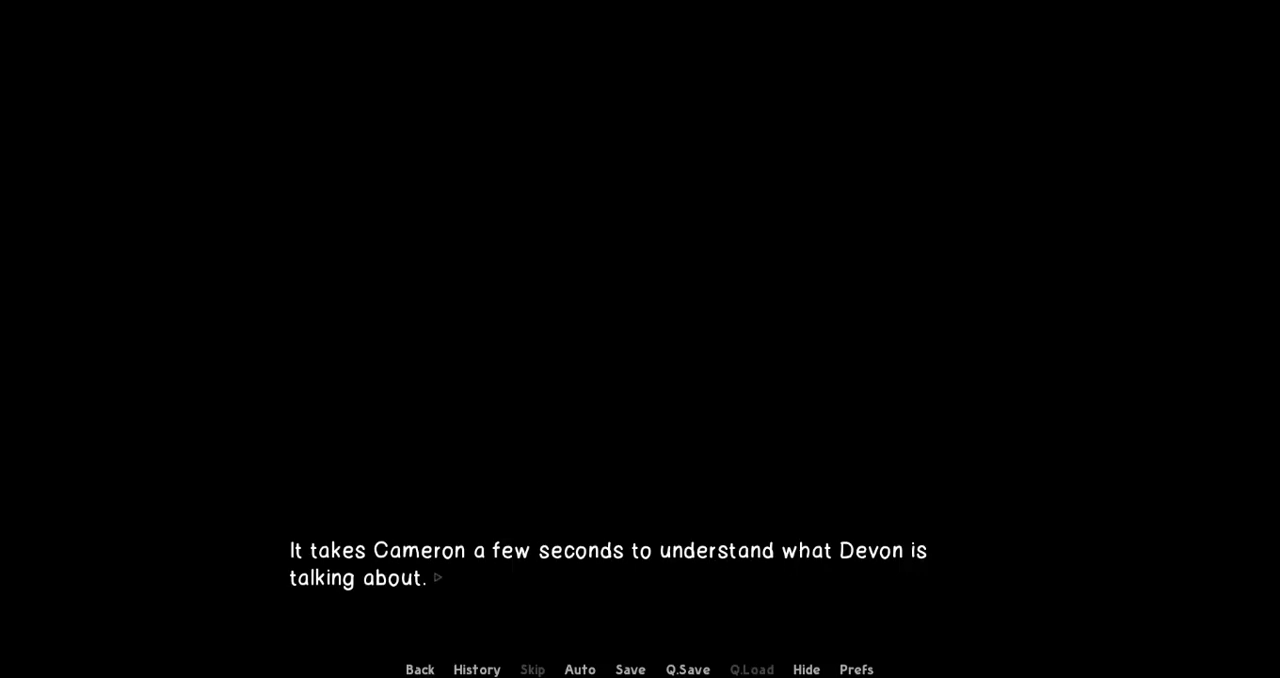 It takes Cameron a few seconds to understand what Devon is
talking about.
Back History Skip Auto Save Q.Save Q.Load Hide Prefs